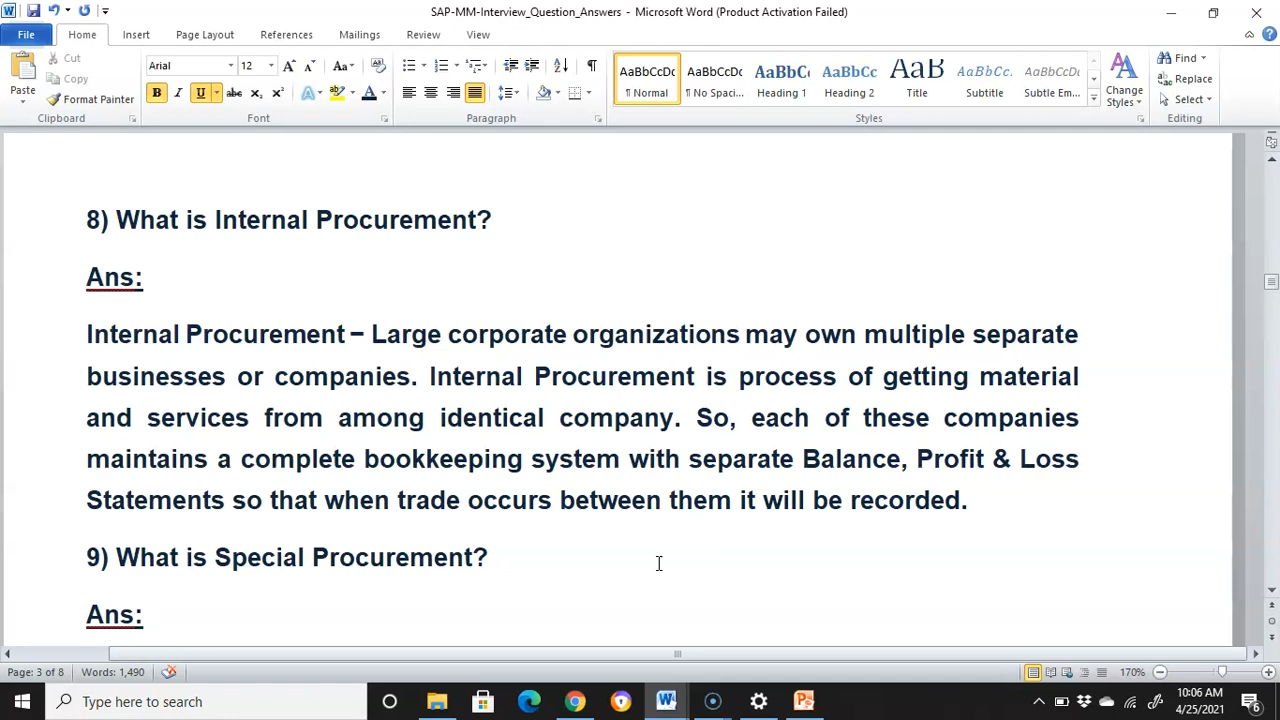 SAP-MM-Interview_Question_Answers - Microsoft Word (Product Activation Failed)
File Home Insert Page Layout References Mailings Review View
Paste Cut Copy Format Painter
Arial 12 Aa
B I U abc X₂ X² A A
AaBbCcDc AaBbCcDc AaBbCc AaBbCc AaB AaBbCc. AaBbCcDc
¶ Normal ¶ No Spaci... Heading 1 Heading 2 Title Subtitle Subtle Em...
Change Styles
Find
Replace
Select
Clipboard Font Paragraph Styles Editing
8) What is Internal Procurement?
Ans:
Internal Procurement – Large corporate organizations may own multiple separate
businesses or companies. Internal Procurement is process of getting material
and services from among identical company. So, each of these companies
maintains a complete bookkeeping system with separate Balance, Profit & Loss
Statements so that when trade occurs between them it will be recorded.
9) What is Special Procurement?
Ans:
Page: 3 of 8 Words: 1,490 170%
Type here to search
10:06 AM
4/25/2021
6